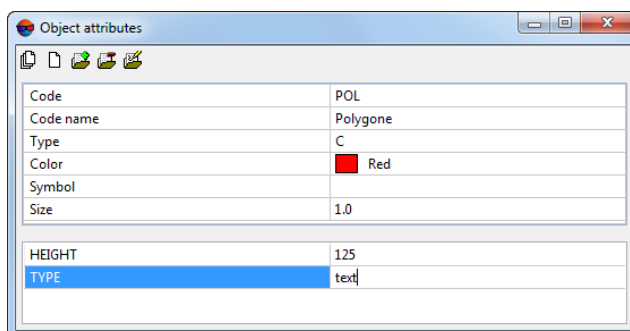 Object attributes
Code POL
Code name Polygone
Type C
Color Red
Symbol
Size 1.0
HEIGHT 125
TYPE text